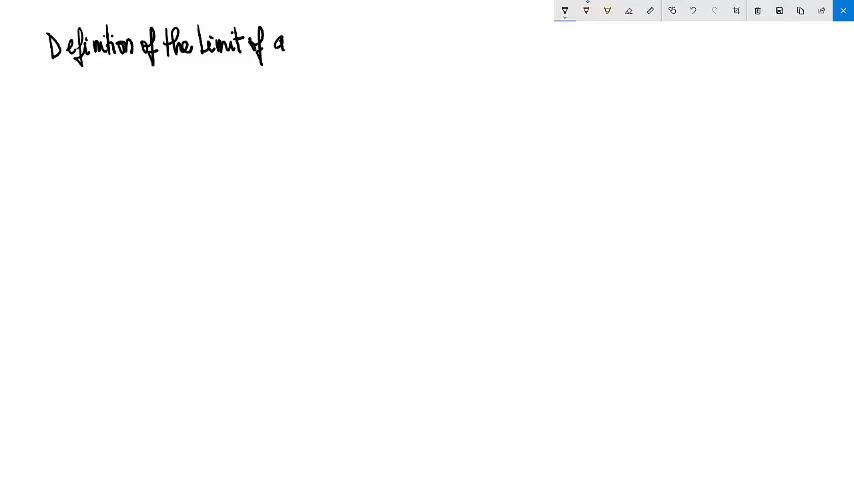 Definition of the Limit of a